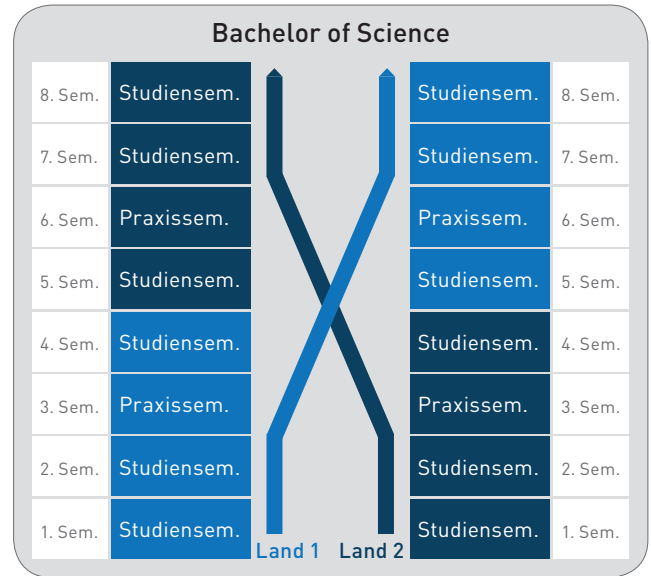 Bachelor of Science
8. Sem. Studiensem. Studiensem. 8. Sem.
7. Sem. Studiensem. Studiensem. 7. Sem.
6. Sem. Praxissem. Praxissem. 6. Sem.
5. Sem. Studiensem. Studiensem. 5. Sem.
4. Sem. Studiensem. Studiensem. 4. Sem.
3. Sem. Praxissem. Praxissem. 3. Sem.
2. Sem. Studiensem. Studiensem. 2. Sem.
1. Sem. Studiensem. Studiensem. 1. Sem.
Land 1 Land 2